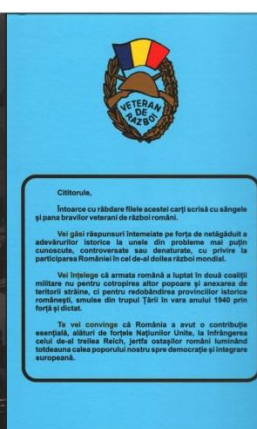 VETERAN
DE
RĂZBOI
Cititorule,
Întoarce cu răbdare filele acestei carţi scrisă cu sângele
şi pana bravilor veterani de război români.
Vei găsi răspunsuri întemeiate pe forţa de netăgăduit a
adevărurilor istorice la unele din probleme mai puţin
cunoscute, controversate sau denaturate, cu privire la
participarea României în cel de-al doilea război mondial.
Vei înţelege că armata română a luptat în două coaliţii
militare nu pentru cotropirea altor popoare şi anexarea de
teritorii străine, ci pentru redobândirea provinciilor istorice
româneşti, smulse din trupul Ţării în vara anului 1940 prin
forţă şi dictat.
Te vei convinge că România a avut o contribuţie
esenţială, alături de forţele Naţiunilor Unite, la înfrângerea
celui de-al treilea Reich, jertfa ostaşilor români luminând
totdeauna calea poporului nostru spre democraţie şi integrare
europeană.